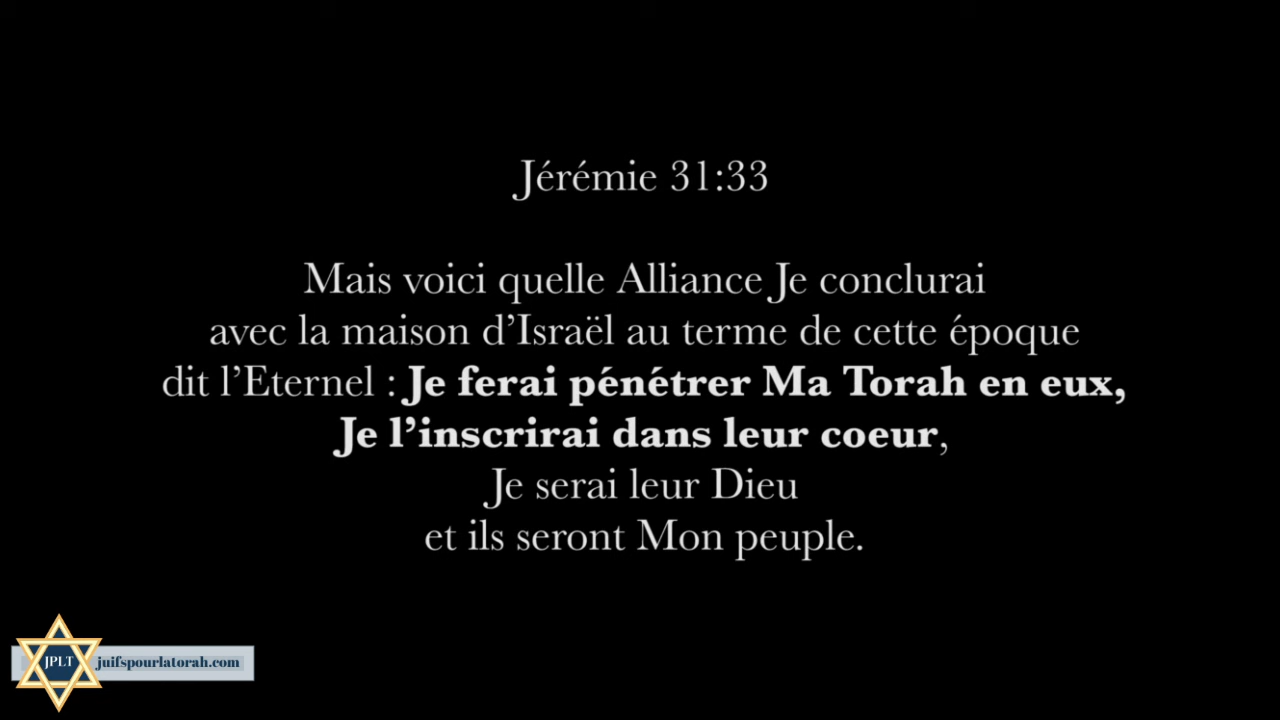 Jérémie 31:33
Mais voici quelle Alliance Je conclurai
avec la maison d’Israël au terme de cette époque
dit l’Eternel : Je ferai pénétrer Ma Torah en eux,
Je l’inscrirai dans leur coeur,
Je serai leur Dieu
et ils seront Mon peuple.
JPLT juifspourlatorah.com